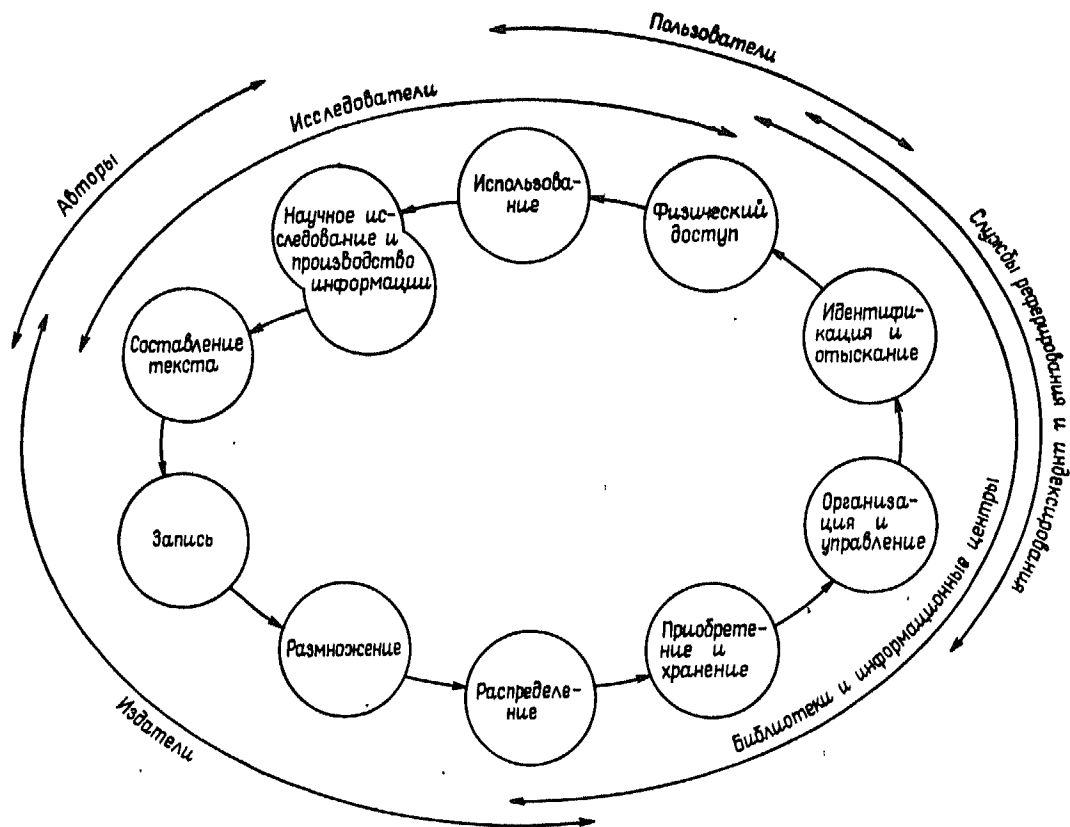 Пользователи
Исследователи
Авторы
Службы реферирования и индексирования
Библиотеки и информационные центры
Издатели
Использова-
ние
Физический
доступ
Научное ис-
следование и
производство
информации
Идентифи-
кация и
отыскание
Составление
текста
Организа-
ция и
управление
Запись
Приобрете-
ние и
хранение
Размножение
Распределе-
ние